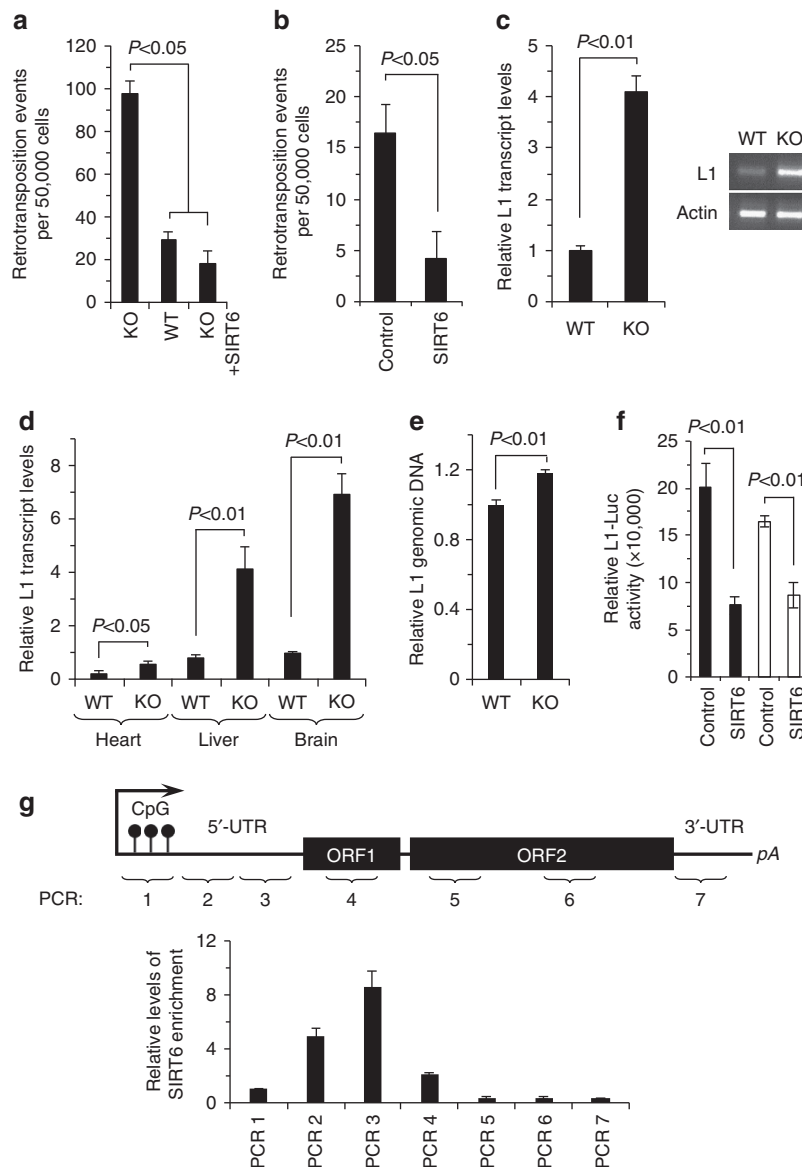 a
Retrotransposition events
per 50,000 cells
120
100
80
60
40
20
0
P<0.05
KO
WT
KO
+SIRT6
b
Retrotransposition events
per 50,000 cells
25
20
15
10
5
0
P<0.05
Control
SIRT6
c
Relative L1 transcript levels
5
4
3
2
1
0
P<0.01
WT
KO
WT KO
L1
Actin
d
Relative L1 transcript levels
8
6
4
2
0
P<0.05
P<0.01
P<0.01
WT KO WT KO WT KO
Heart Liver Brain
e
Relative L1 genomic DNA
1.2
0.8
0.4
0
P<0.01
WT KO
f
Relative L1-Luc
activity (×10,000)
25
20
15
10
5
0
P<0.01
P<0.01
Control
SIRT6
Control
SIRT6
g
CpG
5′-UTR
ORF1
ORF2
3′-UTR
pA
PCR: 1 2 3 4 5 6 7
Relative levels of
SIRT6 enrichment
12
8
4
0
PCR 1
PCR 2
PCR 3
PCR 4
PCR 5
PCR 6
PCR 7